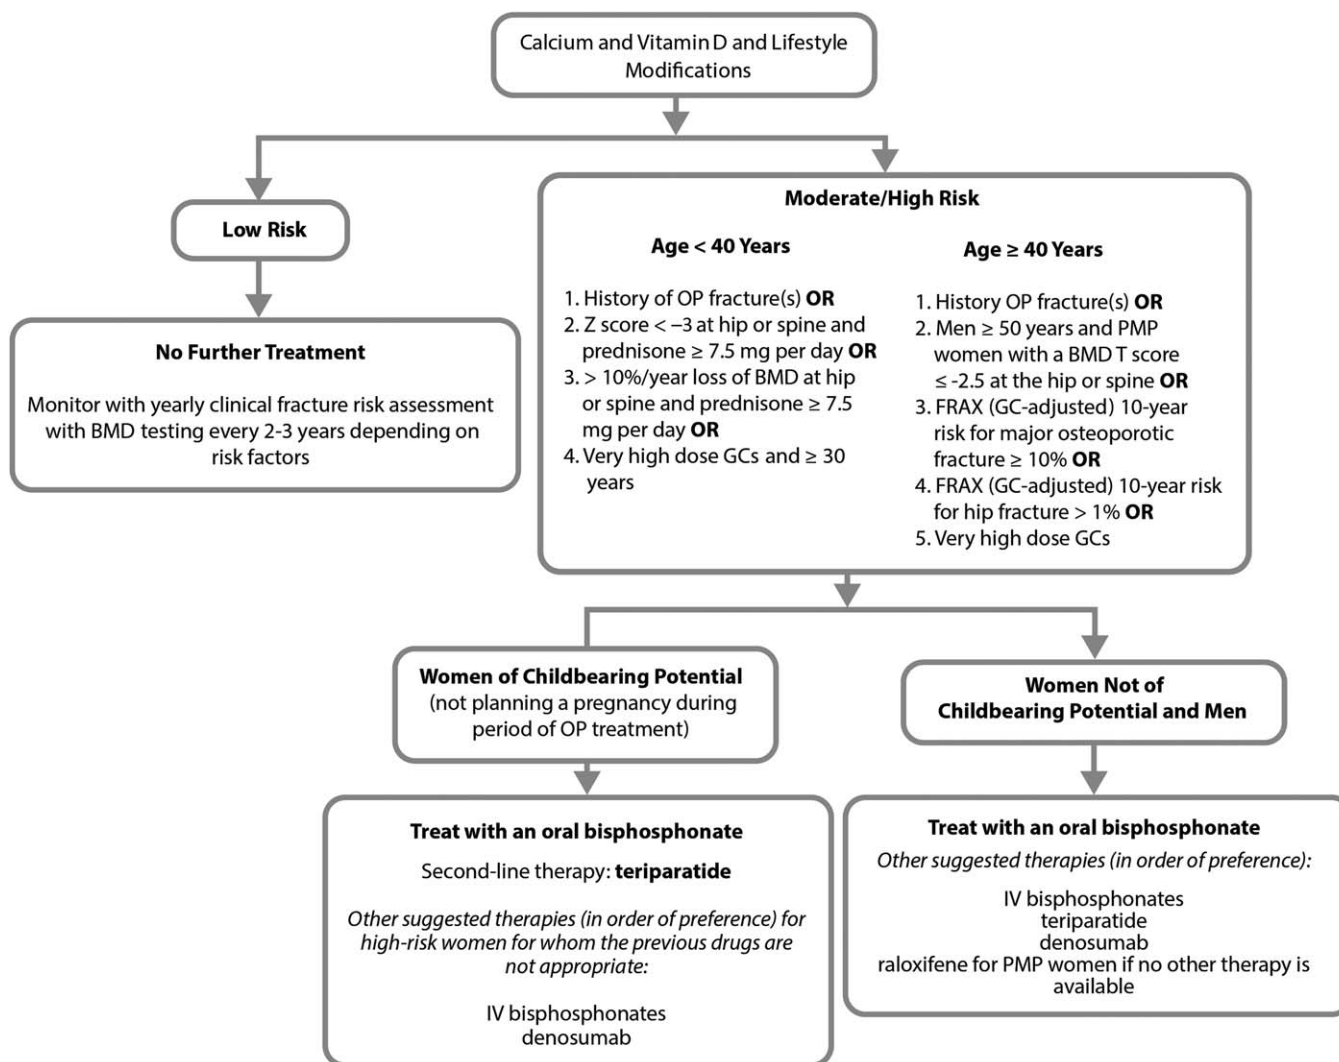 Calcium and Vitamin D and Lifestyle
Modifications
Low Risk
No Further Treatment
Monitor with yearly clinical fracture risk assessment
with BMD testing every 2-3 years depending on
risk factors
Moderate/High Risk
Age < 40 Years
1. History of OP fracture(s) OR
2. Z score < –3 at hip or spine and
prednisone ≥ 7.5 mg per day OR
3. > 10%/year loss of BMD at hip
or spine and prednisone ≥ 7.5
mg per day OR
4. Very high dose GCs and ≥ 30
years
Age ≥ 40 Years
1. History OP fracture(s) OR
2. Men ≥ 50 years and PMP
women with a BMD T score
≤ -2.5 at the hip or spine OR
3. FRAX (GC-adjusted) 10-year
risk for major osteoporotic
fracture ≥ 10% OR
4. FRAX (GC-adjusted) 10-year risk
for hip fracture > 1% OR
5. Very high dose GCs
Women of Childbearing Potential
(not planning a pregnancy during
period of OP treatment)
Treat with an oral bisphosphonate
Second-line therapy: teriparatide
Other suggested therapies (in order of preference) for
high-risk women for whom the previous drugs are
not appropriate:
IV bisphosphonates
denosumab
Women Not of
Childbearing Potential and Men
Treat with an oral bisphosphonate
Other suggested therapies (in order of preference):
IV bisphosphonates
teriparatide
denosumab
raloxifene for PMP women if no other therapy is
available